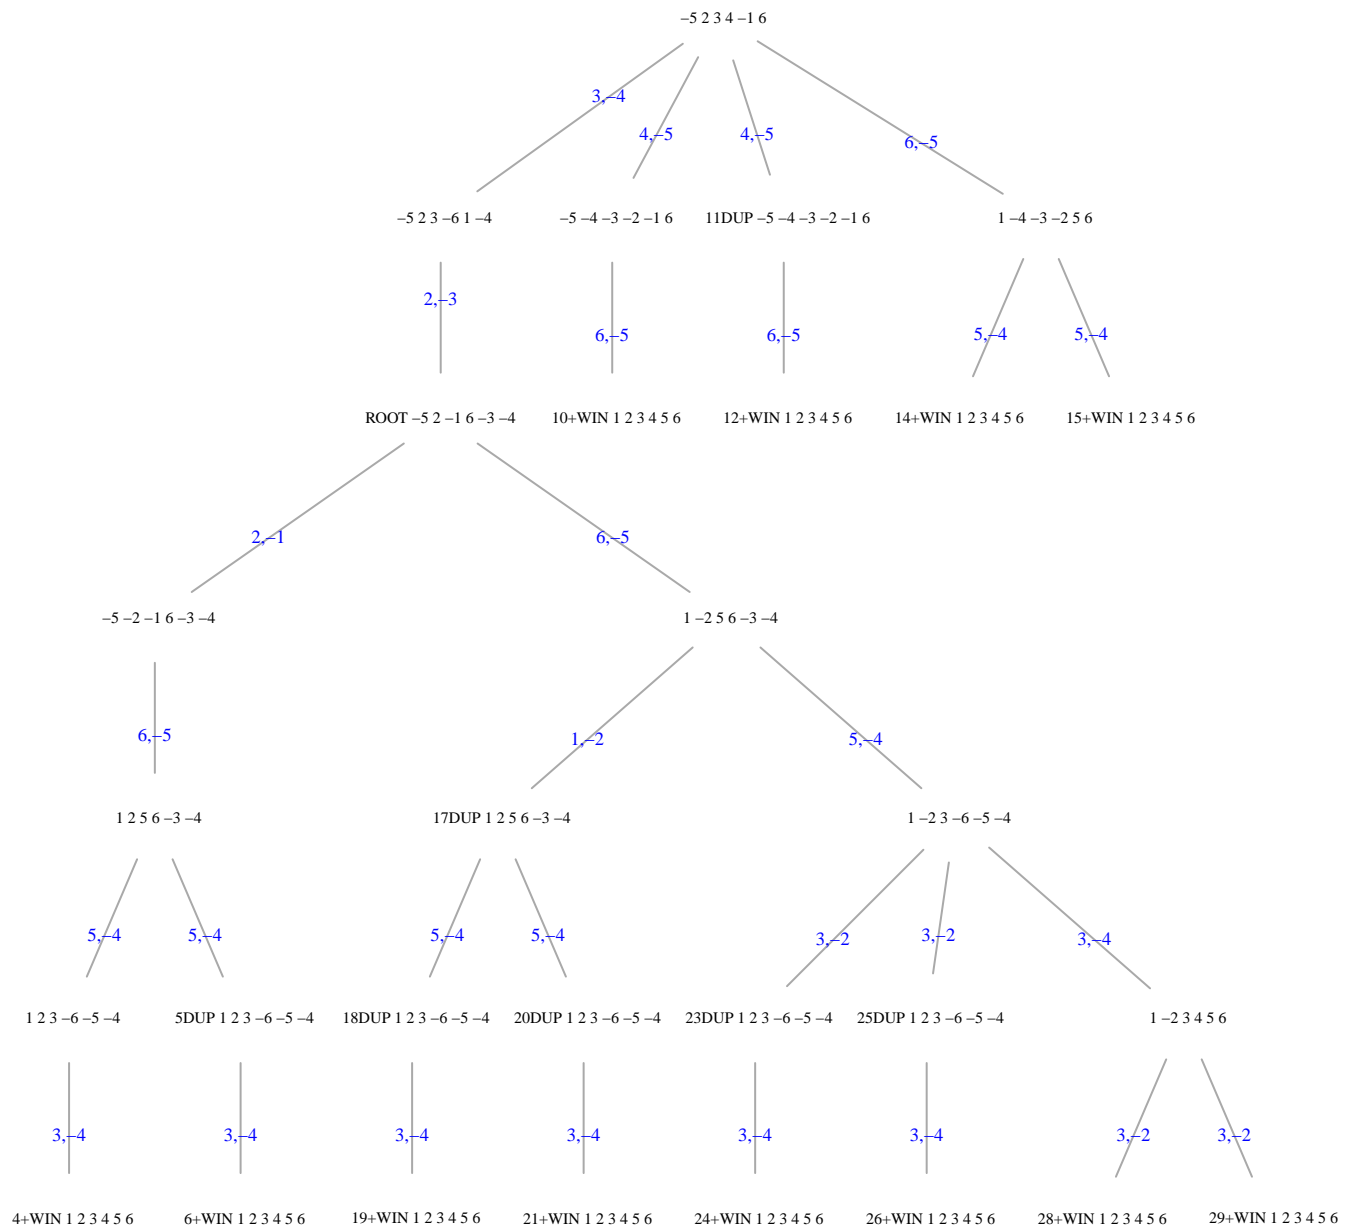 –5 2 3 4 –1 6
3,–4
4,–5 4,–5
6,–5
–5 2 3 –6 1 –4 –5 –4 –3 –2 –1 6 11DUP –5 –4 –3 –2 –1 6 1 –4 –3 –2 5 6
2,–3
6,–5 6,–5 5,–4 5,–4
ROOT –5 2 –1 6 –3 –4 10+WIN 1 2 3 4 5 6 12+WIN 1 2 3 4 5 6 14+WIN 1 2 3 4 5 6 15+WIN 1 2 3 4 5 6
2,–1 6,–5
–5 –2 –1 6 –3 –4 1 –2 5 6 –3 –4
6,–5 1,–2 5,–4
1 2 5 6 –3 –4 17DUP 1 2 5 6 –3 –4 1 –2 3 –6 –5 –4
5,–4 5,–4 5,–4 5,–4 3,–2 3,–2 3,–4
1 2 3 –6 –5 –4 5DUP 1 2 3 –6 –5 –4 18DUP 1 2 3 –6 –5 –4 20DUP 1 2 3 –6 –5 –4 23DUP 1 2 3 –6 –5 –4 25DUP 1 2 3 –6 –5 –4 1 –2 3 4 5 6
3,–4 3,–4 3,–4 3,–4 3,–4 3,–4 3,–2 3,–2
4+WIN 1 2 3 4 5 6 6+WIN 1 2 3 4 5 6 19+WIN 1 2 3 4 5 6 21+WIN 1 2 3 4 5 6 24+WIN 1 2 3 4 5 6 26+WIN 1 2 3 4 5 6 28+WIN 1 2 3 4 5 6 29+WIN 1 2 3 4 5 6